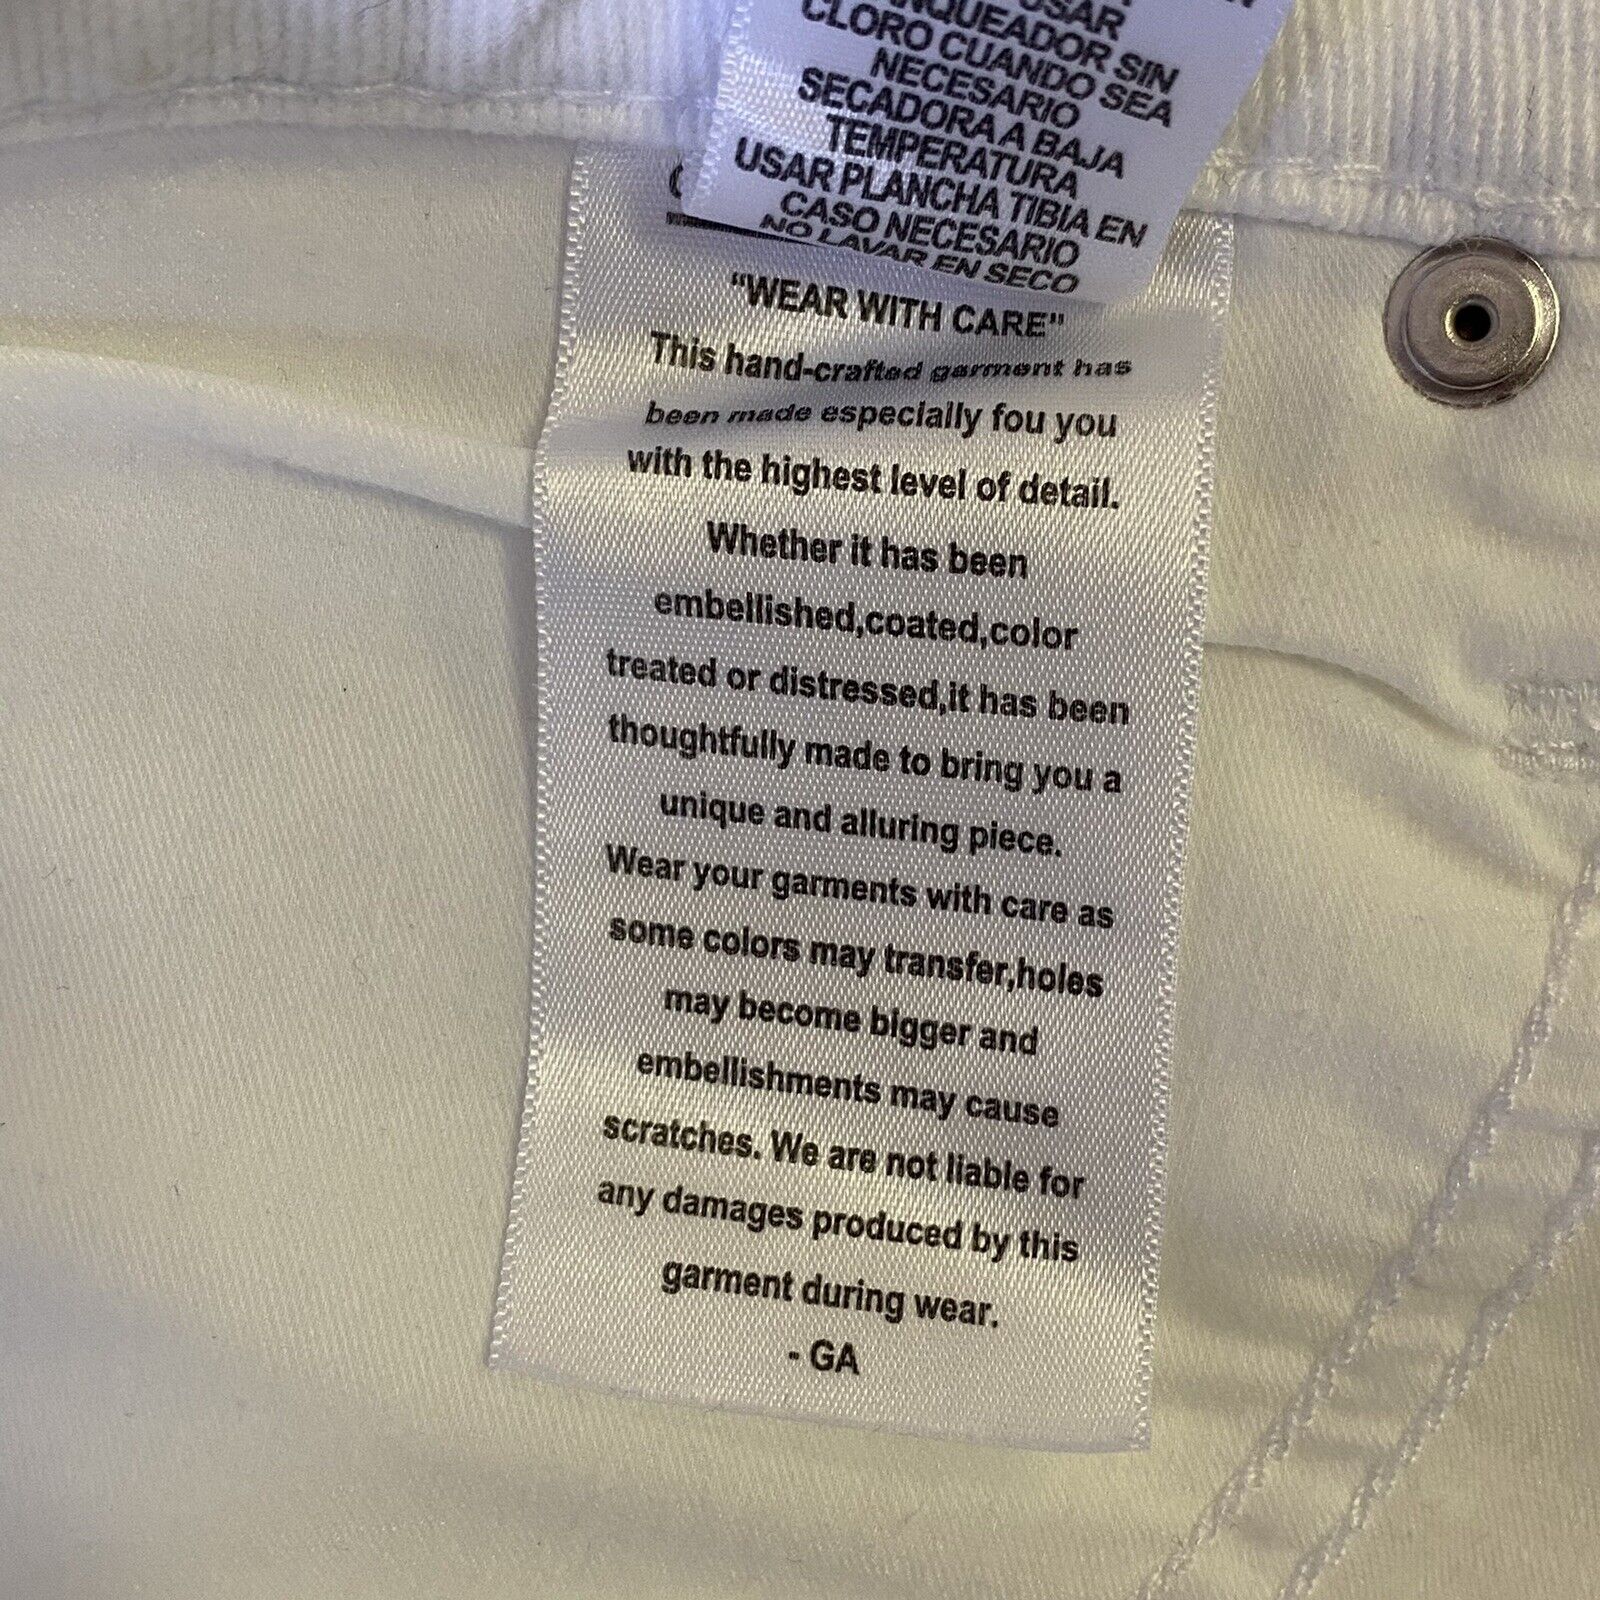 USAR
BLANQUEADOR SIN
CLORO CUANDO SEA
NECESARIO
SECADORA A BAJA
TEMPERATURA
USAR PLANCHA TIBIA EN
CASO NECESARIO
NO LAVAR EN SECO
“WEAR WITH CARE”
This hand-crafted garment has
been made especially fou you
with the highest level of detail.
Whether it has been
embellished,coated,color
treated or distressed,it has been
thoughtfully made to bring you a
unique and alluring piece.
Wear your garments with care as
some colors may transfer,holes
may become bigger and
embellishments may cause
scratches. We are not liable for
any damages produced by this
garment during wear.
- GA